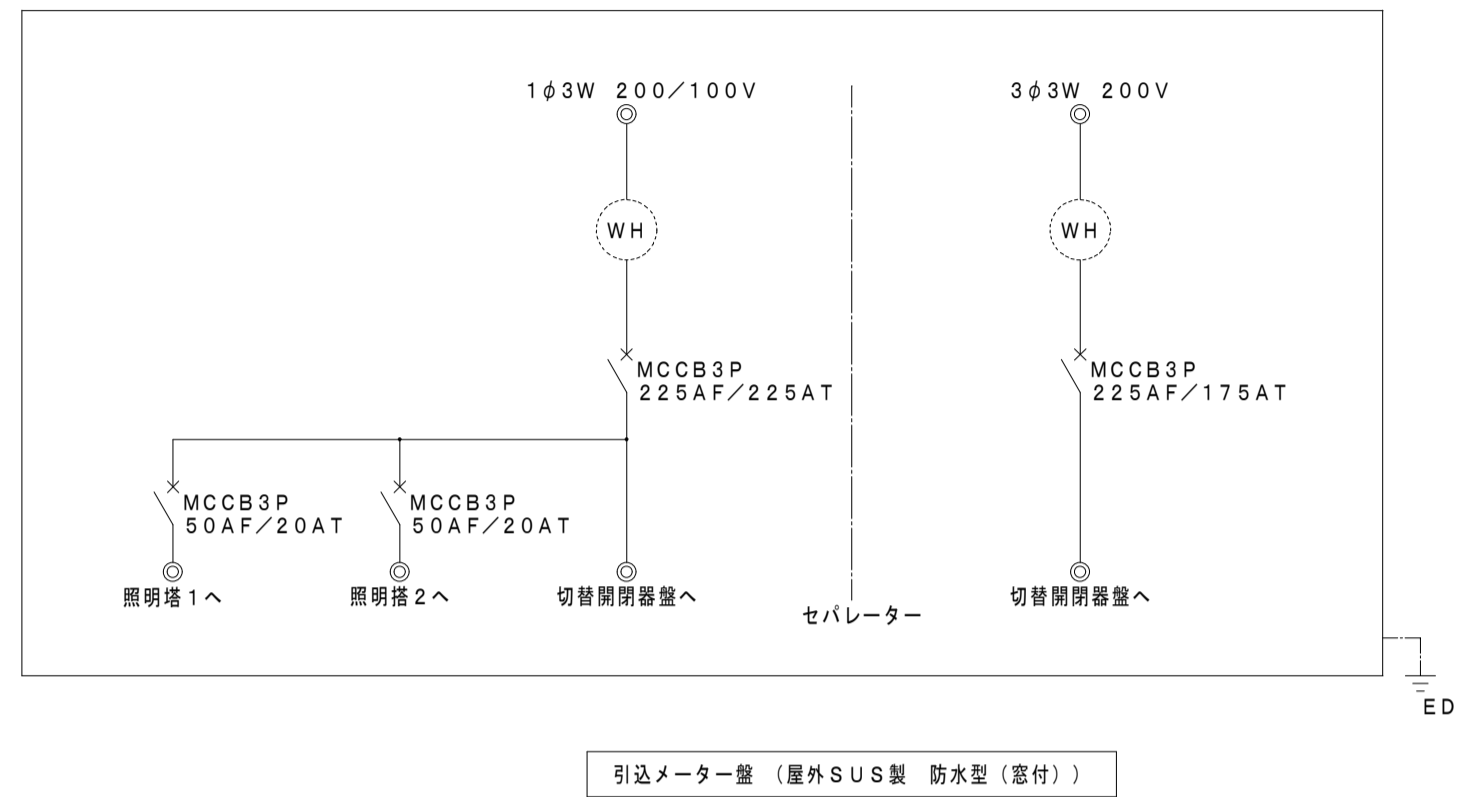 1φ3W 200/100V
3φ3W 200V
WH
WH
MCCB3P
225AF/225AT
MCCB3P
225AF/175AT
MCCB3P
50AF/20AT
MCCB3P
50AF/20AT
照明塔1へ
照明搭2へ
切替開閉器盤へ
切替開閉器盤へ
セパレーター
ED
引込メーター盤 (屋外SUS製 防水型(窓付))